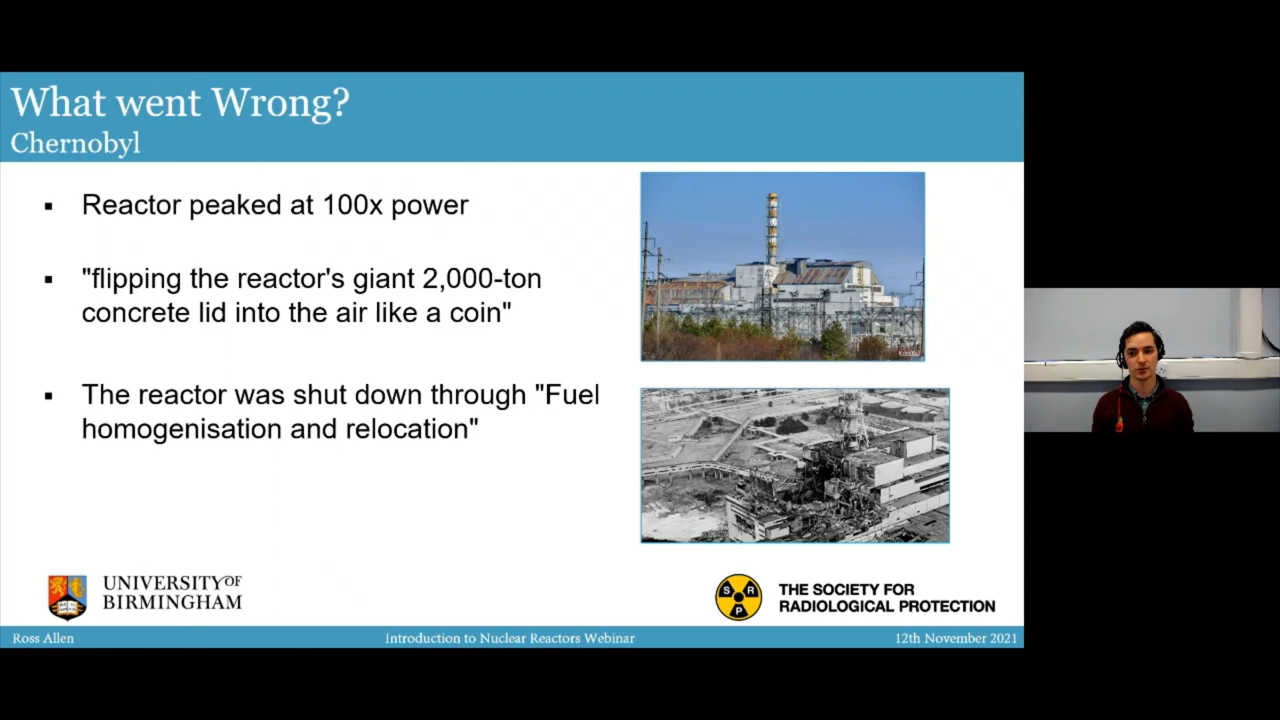 What went Wrong?
Chernobyl
▪ Reactor peaked at 100x power
▪ "flipping the reactor's giant 2,000-ton
concrete lid into the air like a coin"
▪ The reactor was shut down through "Fuel
homogenisation and relocation"
UNIVERSITY OF
BIRMINGHAM
S R
P
THE SOCIETY FOR
RADIOLOGICAL PROTECTION
Ross Allen
Introduction to Nuclear Reactors Webinar
12th November 2021